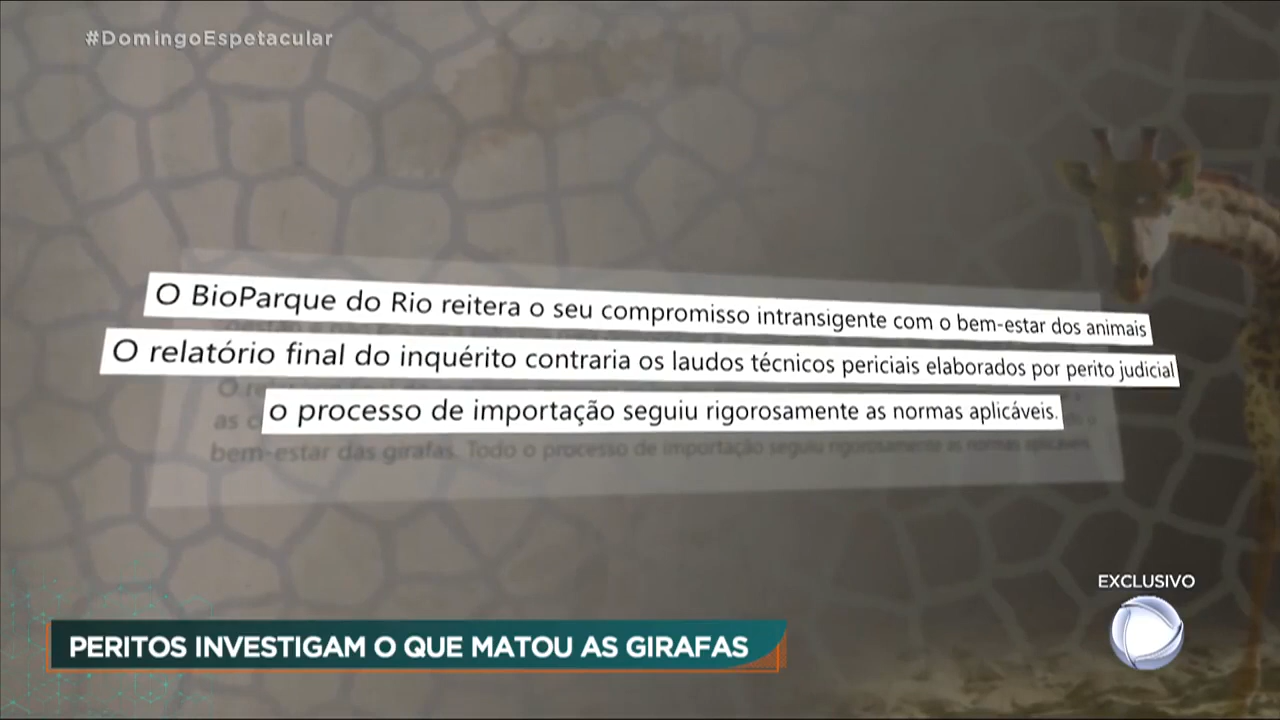 #DomingoEspetacular
O BioParque do Rio reitera o seu compromisso intransigente com o bem-estar dos animais
O relatório final do inquérito contraria os laudos técnicos periciais elaborados por perito judicial
o processo de importação seguiu rigorosamente as normas aplicáveis.
bem-estar das girafas. Todo o processo de importação seguiu rigorosamente as normas aplicáveis.
EXCLUSIVO
PERITOS INVESTIGAM O QUE MATOU AS GIRAFAS